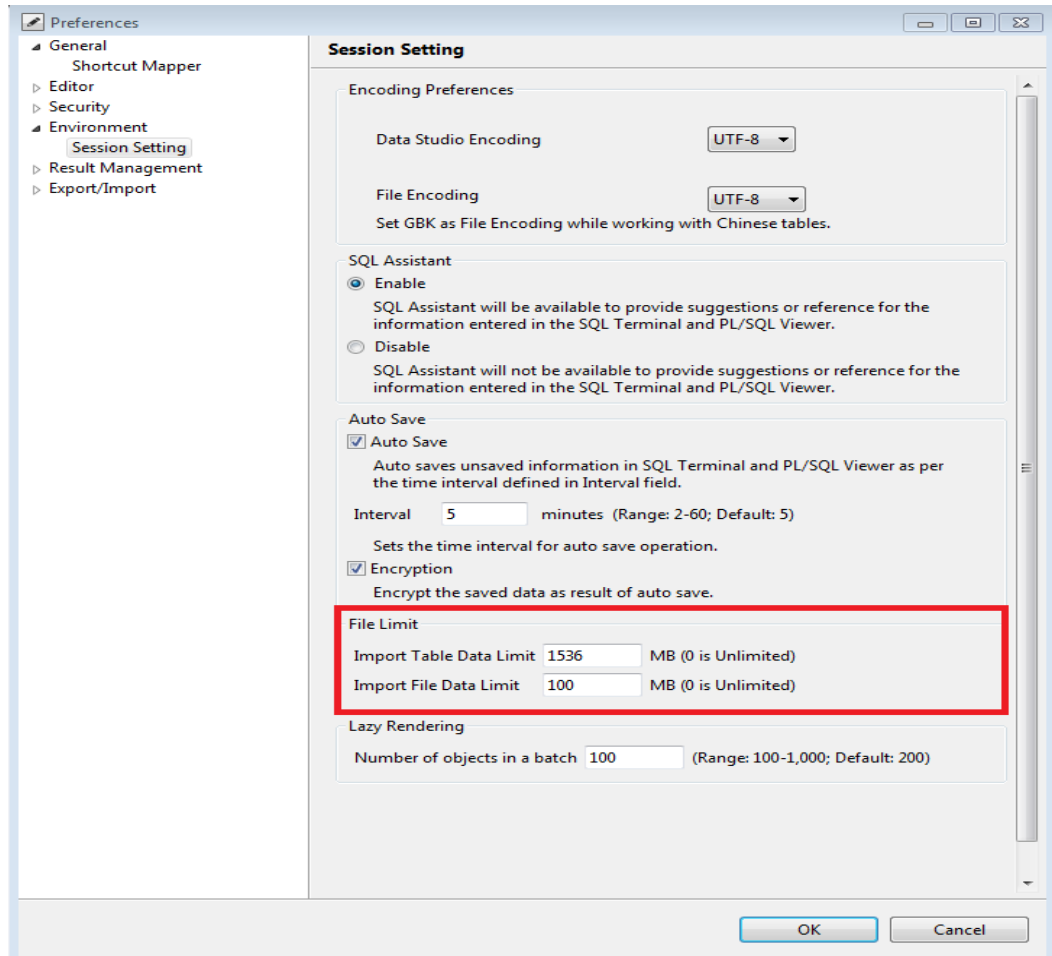 Preferences
General
Shortcut Mapper
Editor
Security
Environment
Session Setting
Result Management
Export/Import
Session Setting
Encoding Preferences
Data Studio Encoding UTF-8
File Encoding UTF-8
Set GBK as File Encoding while working with Chinese tables.
SQL Assistant
Enable
SQL Assistant will be available to provide suggestions or reference for the
information entered in the SQL Terminal and PL/SQL Viewer.
Disable
SQL Assistant will not be available to provide suggestions or reference for the
information entered in the SQL Terminal and PL/SQL Viewer.
Auto Save
Auto Save
Auto saves unsaved information in SQL Terminal and PL/SQL Viewer as per
the time interval defined in Interval field.
Interval 5 minutes (Range: 2-60; Default: 5)
Sets the time interval for auto save operation.
Encryption
Encrypt the saved data as result of auto save.
File Limit
Import Table Data Limit 1536 MB (0 is Unlimited)
Import File Data Limit 100 MB (0 is Unlimited)
Lazy Rendering
Number of objects in a batch 100 (Range: 100-1,000; Default: 200)
OK Cancel